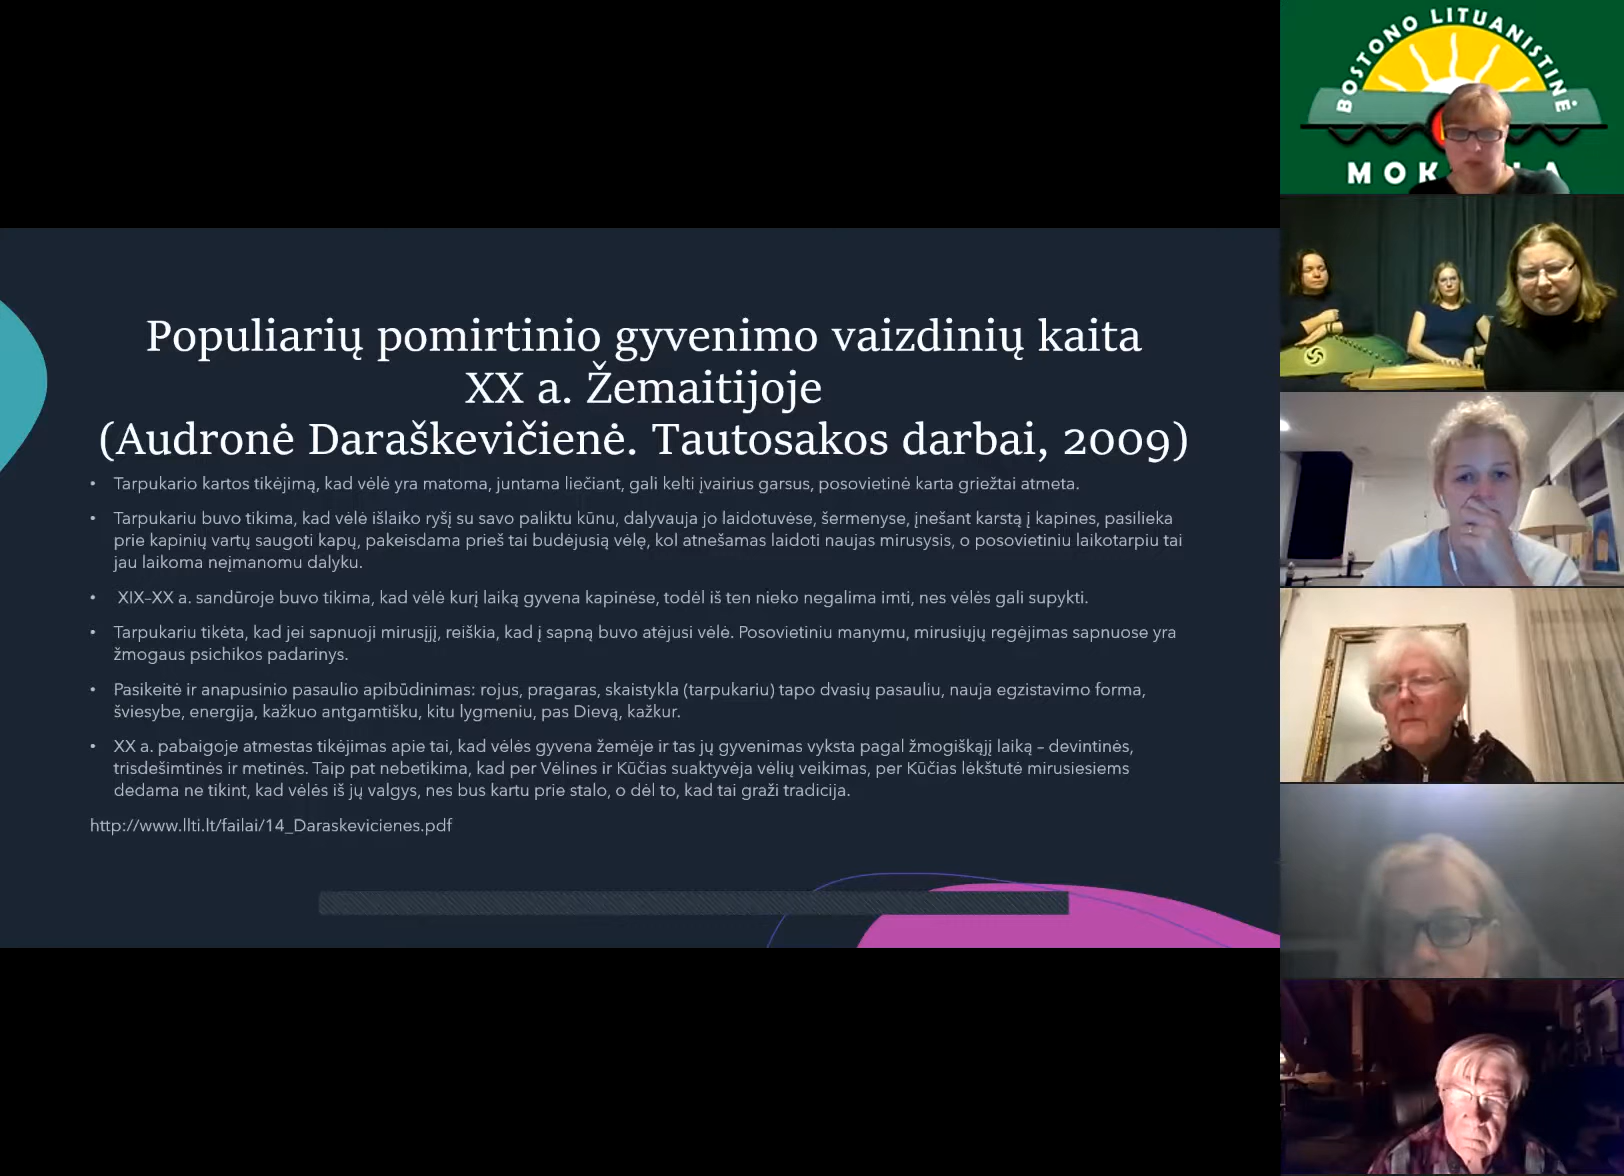 Populiarių pomirtinio gyvenimo vaizdinių kaita
XX a. Žemaitijoje
(Audronė Daraškevičienė. Tautosakos darbai, 2009)
• Tarpukario kartos tikėjimą, kad vėlė yra matoma, juntama liečiant, gali kelti įvairius garsus, posovietinė karta griežtai atmeta.
• Tarpukariu buvo tikima, kad vėlė išlaiko ryšį su savo paliktu kūnu, dalyvauja jo laidotuvėse, šermenyse, įnešant karstą į kapines, pasilieka
prie kapinių vartų saugoti kapų, pakeisdama prieš tai budėjusią vėlę, kol atnešamas laidoti naujas mirusysis, o posovietiniu laikotarpiu tai
jau laikoma neįmanomu dalyku.
• XIX–XX a. sandūroje buvo tikima, kad vėlė kurį laiką gyvena kapinėse, todėl iš ten nieko negalima imti, nes vėlės gali supykti.
• Tarpukariu tikėta, kad jei sapnuoji mirusįjį, reiškia, kad į sapną buvo atėjusi vėlė. Posovietiniu manymu, mirusiųjų regėjimas sapnuose yra
žmogaus psichikos padarinys.
• Pasikeitė ir anapusinio pasaulio apibūdinimas: rojus, pragaras, skaistykla (tarpukariu) tapo dvasių pasauliu, nauja egzistavimo forma,
šviesybe, energija, kažkuo antgamtišku, kitu lygmeniu, pas Dievą, kažkur.
• XX a. pabaigoje atmestas tikėjimas apie tai, kad vėlės gyvena žemėje ir tas jų gyvenimas vyksta pagal žmogiškąjį laiką – devintinės,
trisdešimtinės ir metinės. Taip pat nebetikima, kad per Vėlines ir Kūčias suaktyvėja vėlių veikimas, per Kūčias lėkštutė mirusiesiems
dedama ne tikint, kad vėlės iš jų valgys, nes bus kartu prie stalo, o dėl to, kad tai graži tradicija.
http://www.llti.lt/failai/14_Daraskevicienes.pdf
BOSTONO LITUANISTINĖ
MOK LA